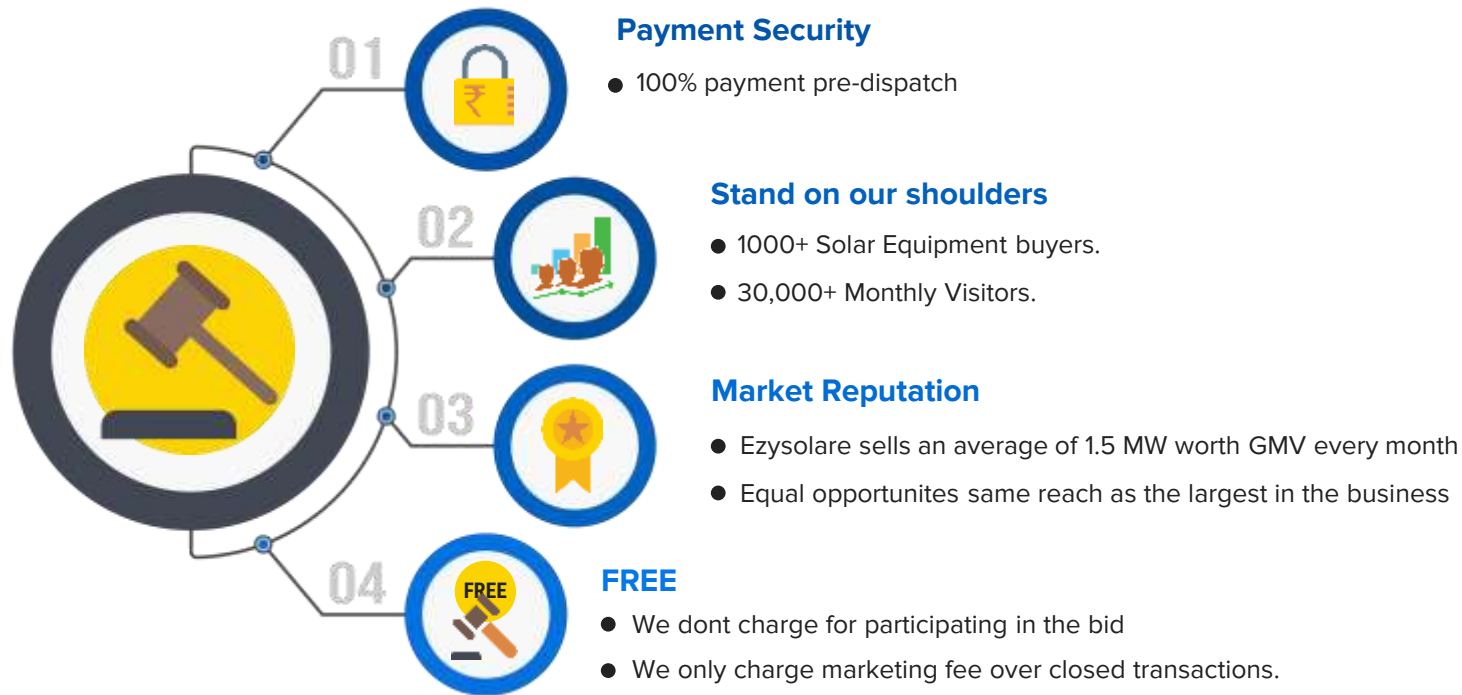 01
Payment Security
● 100% payment pre-dispatch
02
Stand on our shoulders
● 1000+ Solar Equipment buyers.
● 30,000+ Monthly Visitors.
03
Market Reputation
● Ezysolare sells an average of 1.5 MW worth GMV every month
● Equal opportunites same reach as the largest in the business
04
FREE
FREE
● We dont charge for participating in the bid
● We only charge marketing fee over closed transactions.